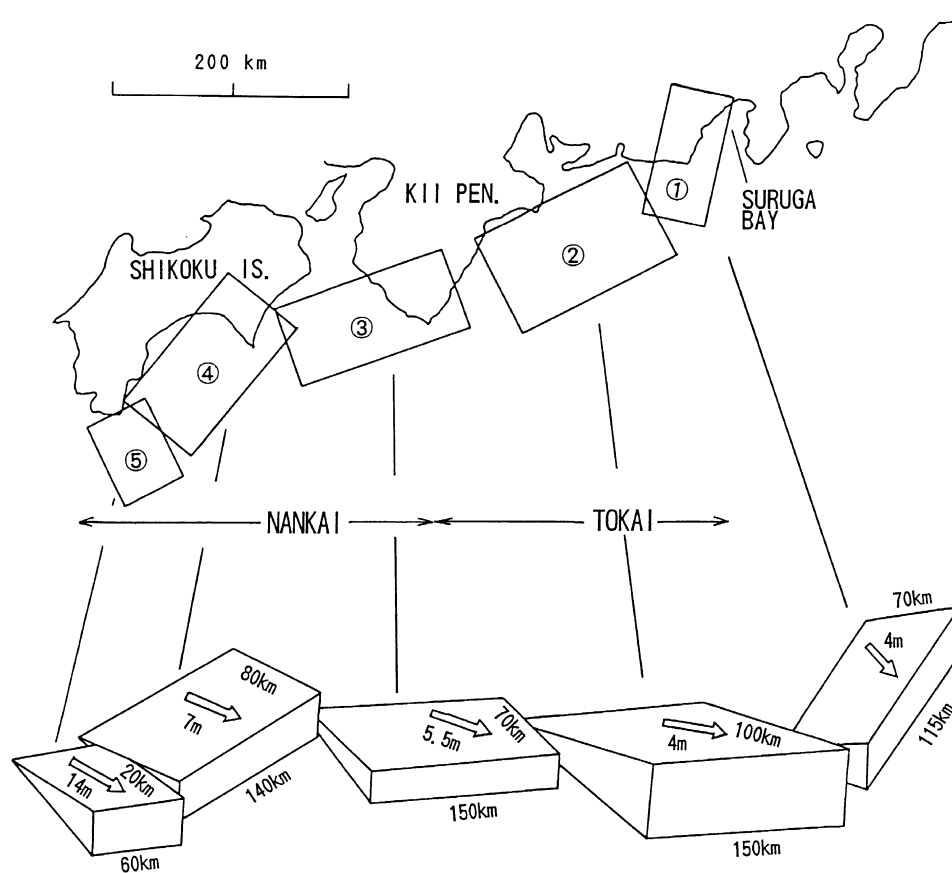 200 km
KII PEN.
①
SURUGA
BAY
②
SHIKOKU IS.
③
④
⑤
NANKAI
TOKAI
70km
4m
115km
80km
7m
140km
70km
5.5m
150km
100km
4m
150km
20km
14m
60km